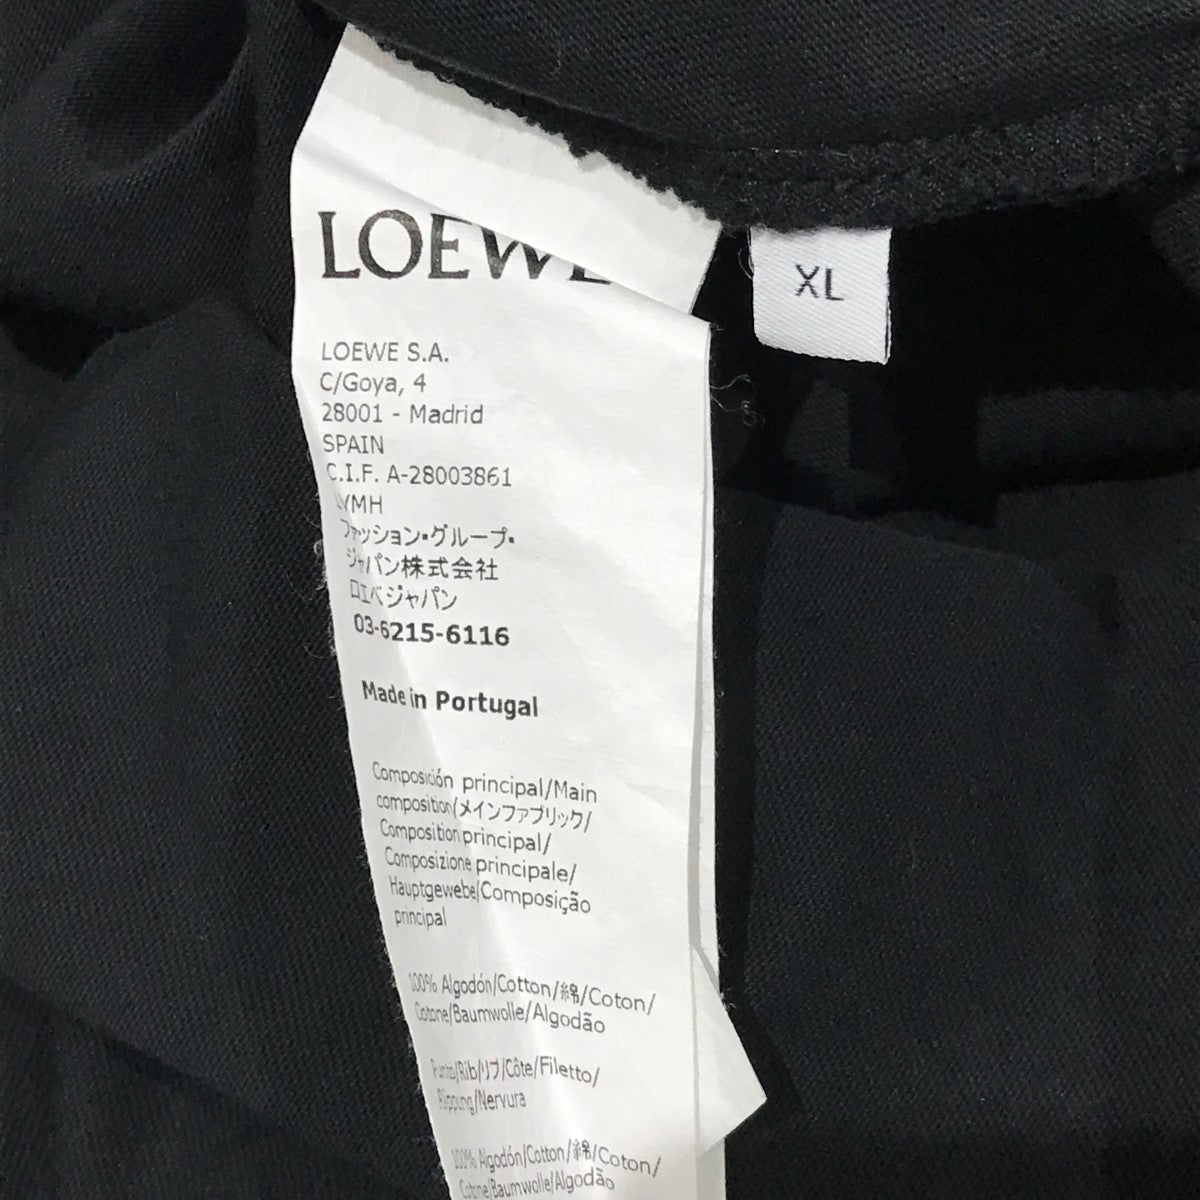 LOEWE
XL
LOEWE S.A.
C/Goya, 4
28001 - Madrid
SPAIN
C.I.F. A-28003861
LVMH
ファッション・グループ・
ジャパン株式会社
ロエベジャパン
03-6215-6116
Made in Portugal
Composición principal/Main
composition(メインファブリック/
Composition principal/
Composizione principale/
Hauptgewebe/Composição
principal
100% Algodón/Cotton/綿/Coton/
Cotone/Baumwolle/Algodão
Punto/Rib/リブ/Côte/Filetto/
Rippung/Nervura
100% Algodón/Cotton/綿/Coton/
Cotone/Baumwolle/Algodão